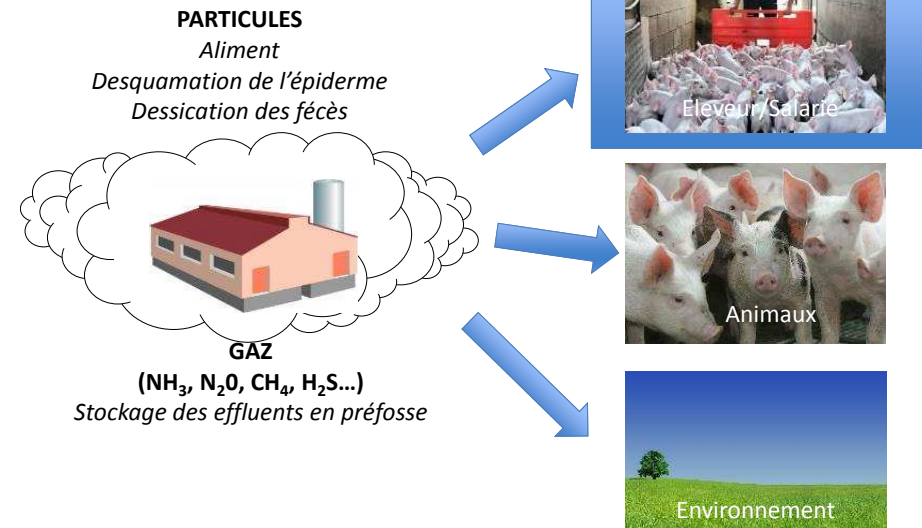 PARTICULES
Aliment
Desquamation de l’épiderme
Dessication des fécès
GAZ
(NH₃, N₂0, CH₄, H₂S…)
Stockage des effluents en préfosse
Eleveur/Salarié
Animaux
Environnement